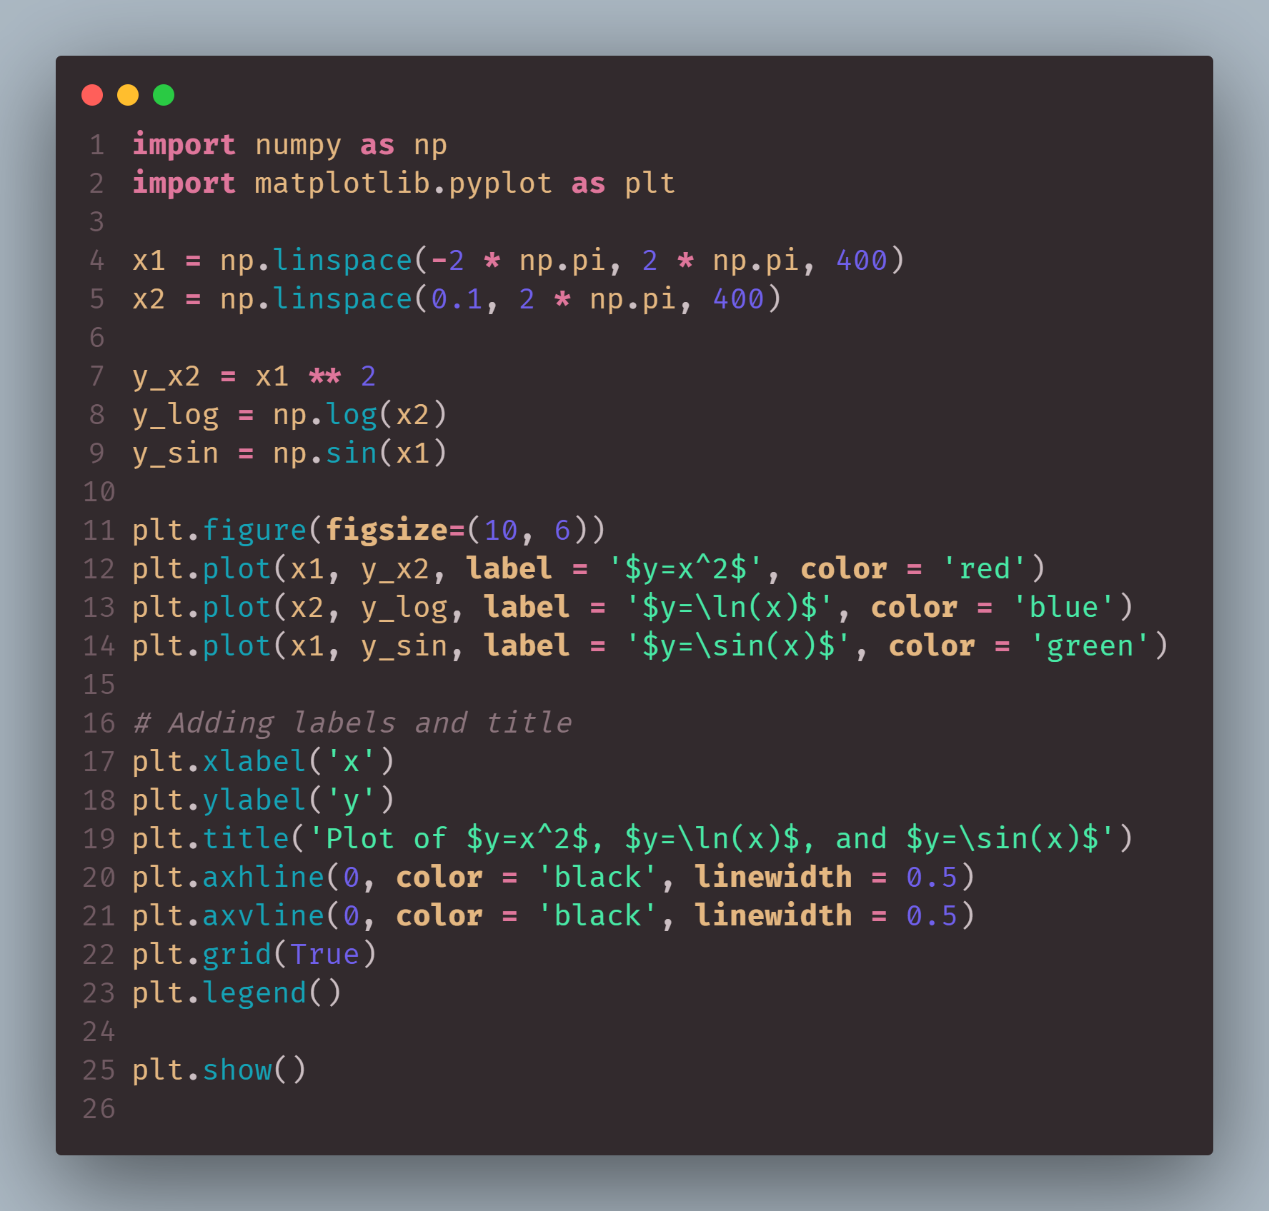 1 import numpy as np
2 import matplotlib.pyplot as plt
3
4 x1 = np.linspace(-2 * np.pi, 2 * np.pi, 400)
5 x2 = np.linspace(0.1, 2 * np.pi, 400)
6
7 y_x2 = x1 ** 2
8 y_log = np.log(x2)
9 y_sin = np.sin(x1)
10
11 plt.figure(figsize=(10, 6))
12 plt.plot(x1, y_x2, label = '$y=x^2$', color = 'red')
13 plt.plot(x2, y_log, label = '$y=\ln(x)$', color = 'blue')
14 plt.plot(x1, y_sin, label = '$y=\sin(x)$', color = 'green')
15
16 # Adding labels and title
17 plt.xlabel('x')
18 plt.ylabel('y')
19 plt.title('Plot of $y=x^2$, $y=\ln(x)$, and $y=\sin(x)$')
20 plt.axhline(0, color = 'black', linewidth = 0.5)
21 plt.axvline(0, color = 'black', linewidth = 0.5)
22 plt.grid(True)
23 plt.legend()
24
25 plt.show()
26